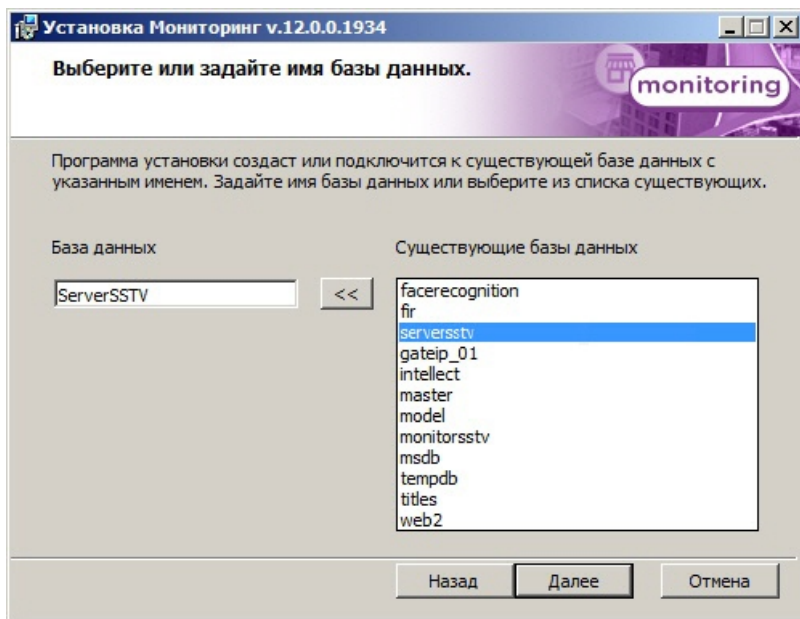 Установка Мониторинг v.12.0.0.1934
Выберите или задайте имя базы данных.
monitoring
Программа установки создаст или подключится к существующей базе данных с
указанным именем. Задайте имя базы данных или выберите из списка существующих.
База данных
Существующие базы данных
ServerSSTV
<<
facerecognition
fir
serversstv
gateip_01
intellect
master
model
monitorsstv
msdb
tempdb
titles
web2
Назад
Далее
Отмена